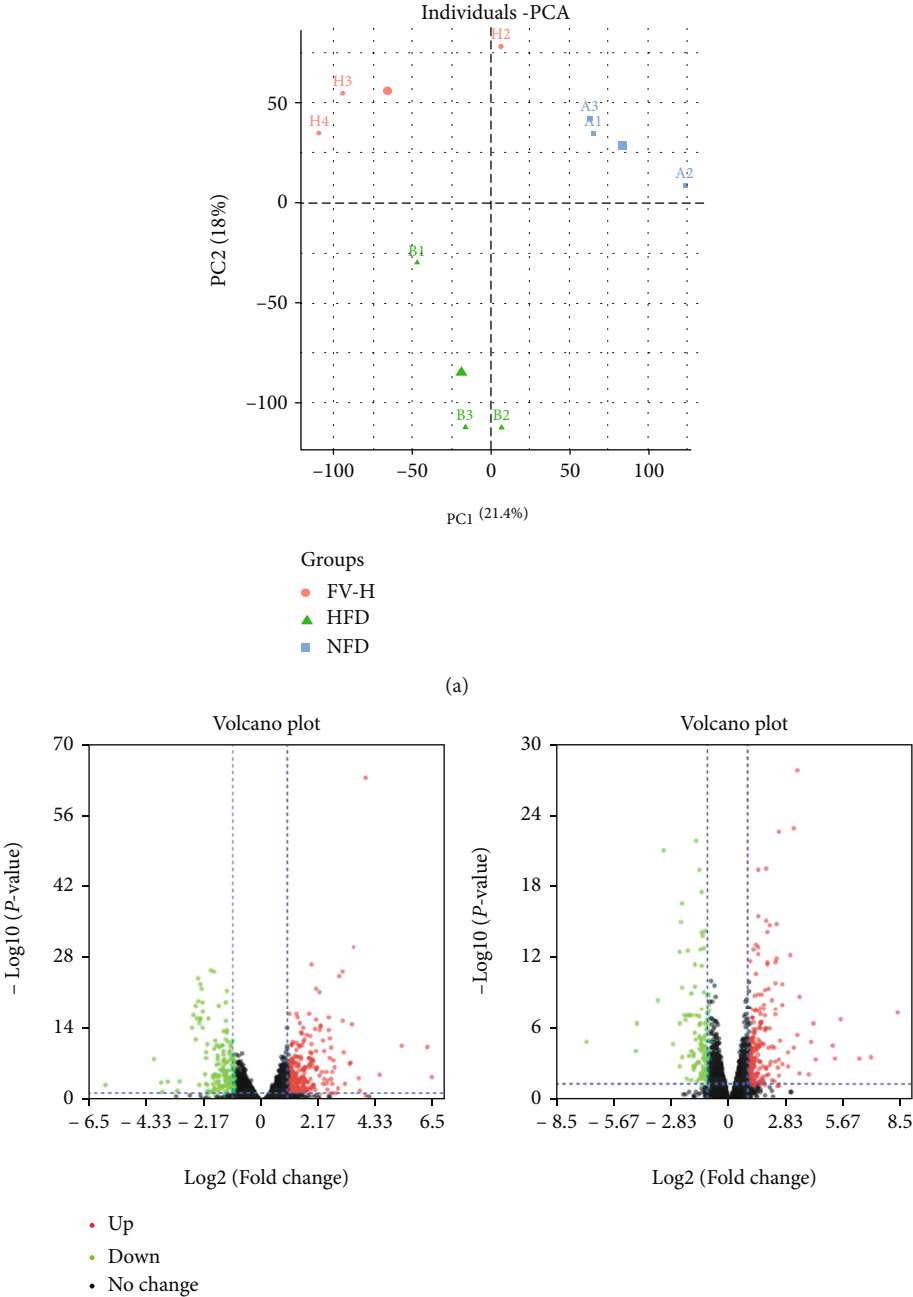 Individuals -PCA
H2
H3
H4
A3
A1
A2
B1
B3
B2
50
0
−50
−100
PC2 (18%)
−100
−50
0
50
100
PC1 (21.4%)
Groups
FV-H
HFD
NFD
(a)
Volcano plot
70
56
42
28
14
0
− Log10 (P-value)
− 6.5
− 4.33
− 2.17
0
2.17
4.33
6.5
Log2 (Fold change)
Volcano plot
30
24
18
12
6
0
−Log10 (P-value)
− 8.5
− 5.67
− 2.83
0
2.83
5.67
8.5
Log2 (Fold change)
Up
Down
No change